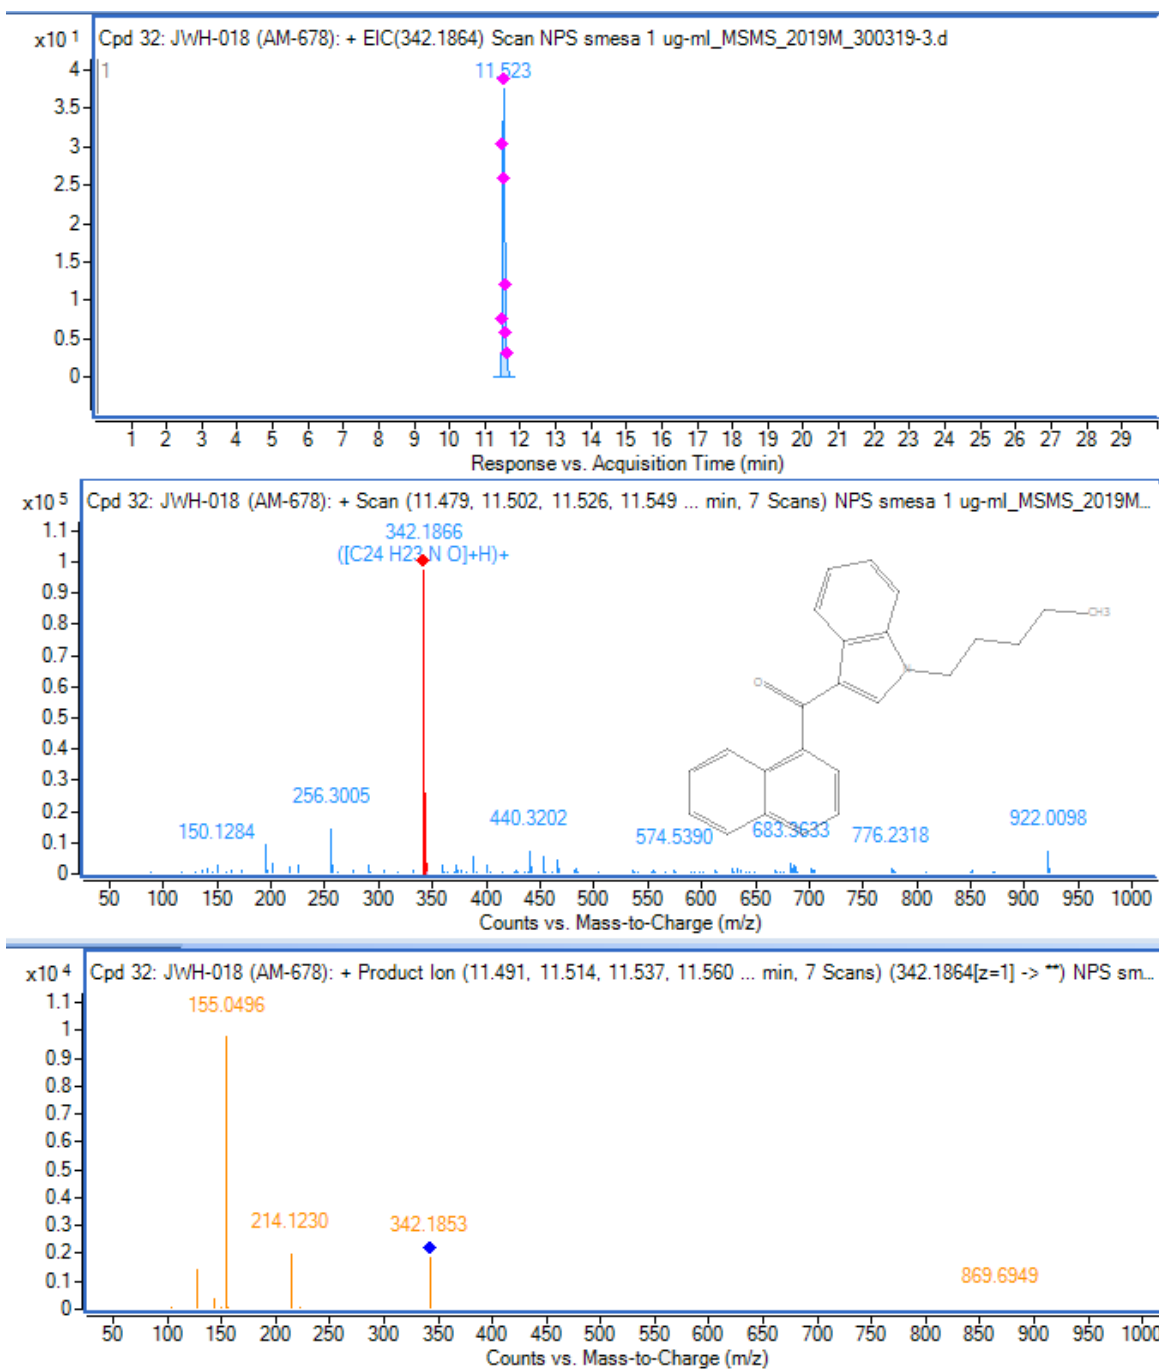 x10 1
Cpd 32: JWH-018 (AM-678): + EIC(342.1864) Scan NPS smesa 1 ug-ml_MSMS_2019M_300319-3.d
1
11.523
4
3.5
3
2.5
2
1.5
1
0.5
0
1 2 3 4 5 6 7 8 9 10 11 12 13 14 15 16 17 18 19 20 21 22 23 24 25 26 27 28 29
Response vs. Acquisition Time (min)
x10 5
Cpd 32: JWH-018 (AM-678): + Scan (11.479, 11.502, 11.526, 11.549 ... min, 7 Scans) NPS smesa 1 ug-ml_MSMS_2019M...
1.1
1
0.9
0.8
0.7
0.6
0.5
0.4
0.3
0.2
0.1
0
342.1866
([C24 H23 N O]+H)+
CH3
N
O
256.3005
150.1284
440.3202
574.5390
683.3633
776.2318
922.0098
50 100 150 200 250 300 350 400 450 500 550 600 650 700 750 800 850 900 950 1000
Counts vs. Mass-to-Charge (m/z)
x10 4
Cpd 32: JWH-018 (AM-678): + Product Ion (11.491, 11.514, 11.537, 11.560 ... min, 7 Scans) (342.1864[z=1] -> **) NPS sm...
1.1
1
0.9
0.8
0.7
0.6
0.5
0.4
0.3
0.2
0.1
0
155.0496
214.1230
342.1853
869.6949
50 100 150 200 250 300 350 400 450 500 550 600 650 700 750 800 850 900 950 1000
Counts vs. Mass-to-Charge (m/z)